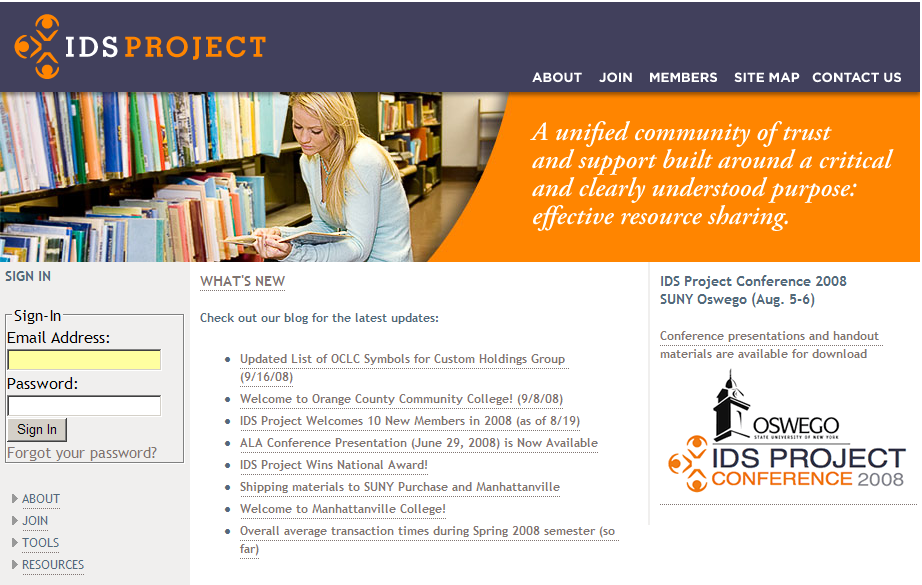 IDS PROJECT
ABOUT JOIN MEMBERS SITE MAP CONTACT US
A unified community of trust
and support built around a critical
and clearly understood purpose:
effective resource sharing.
SIGN IN
Sign-In
Email Address:
Password:
Sign In
Forgot your password?
ABOUT
JOIN
TOOLS
RESOURCES
WHAT'S NEW
Check out our blog for the latest updates:
Updated List of OCLC Symbols for Custom Holdings Group
(9/16/08)
Welcome to Orange County Community College! (9/8/08)
IDS Project Welcomes 10 New Members in 2008 (as of 8/19)
ALA Conference Presentation (June 29, 2008) is Now Available
IDS Project Wins National Award!
Shipping materials to SUNY Purchase and Manhattanville
Welcome to Manhattanville College!
Overall average transaction times during Spring 2008 semester (so
far)
IDS Project Conference 2008
SUNY Oswego (Aug. 5-6)
Conference presentations and handout
materials are available for download
OSWEGO
STATE UNIVERSITY OF NEW YORK
IDS PROJECT
CONFERENCE 2008